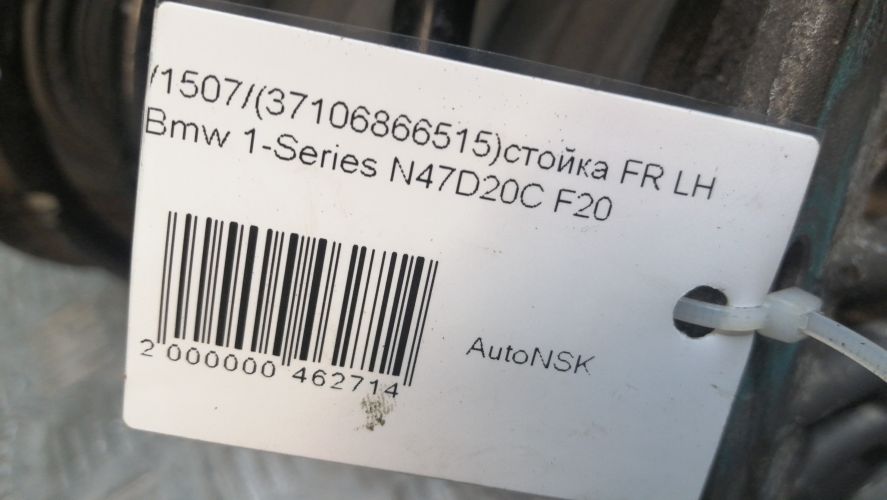 /1507/(37106866515)стойка FR LH
Bmw 1-Series N47D20C F20
2 000000 462714
AutoNSK